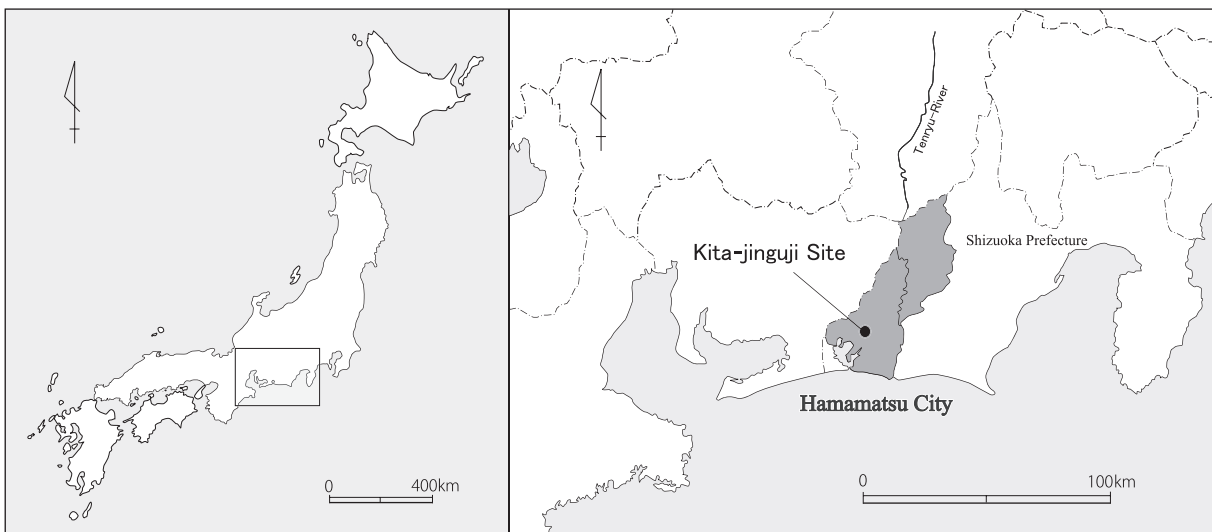 0 400km
Tenryu-River
Shizuoka Prefecture
Kita-jinguji Site
Hamamatsu City
0 100km